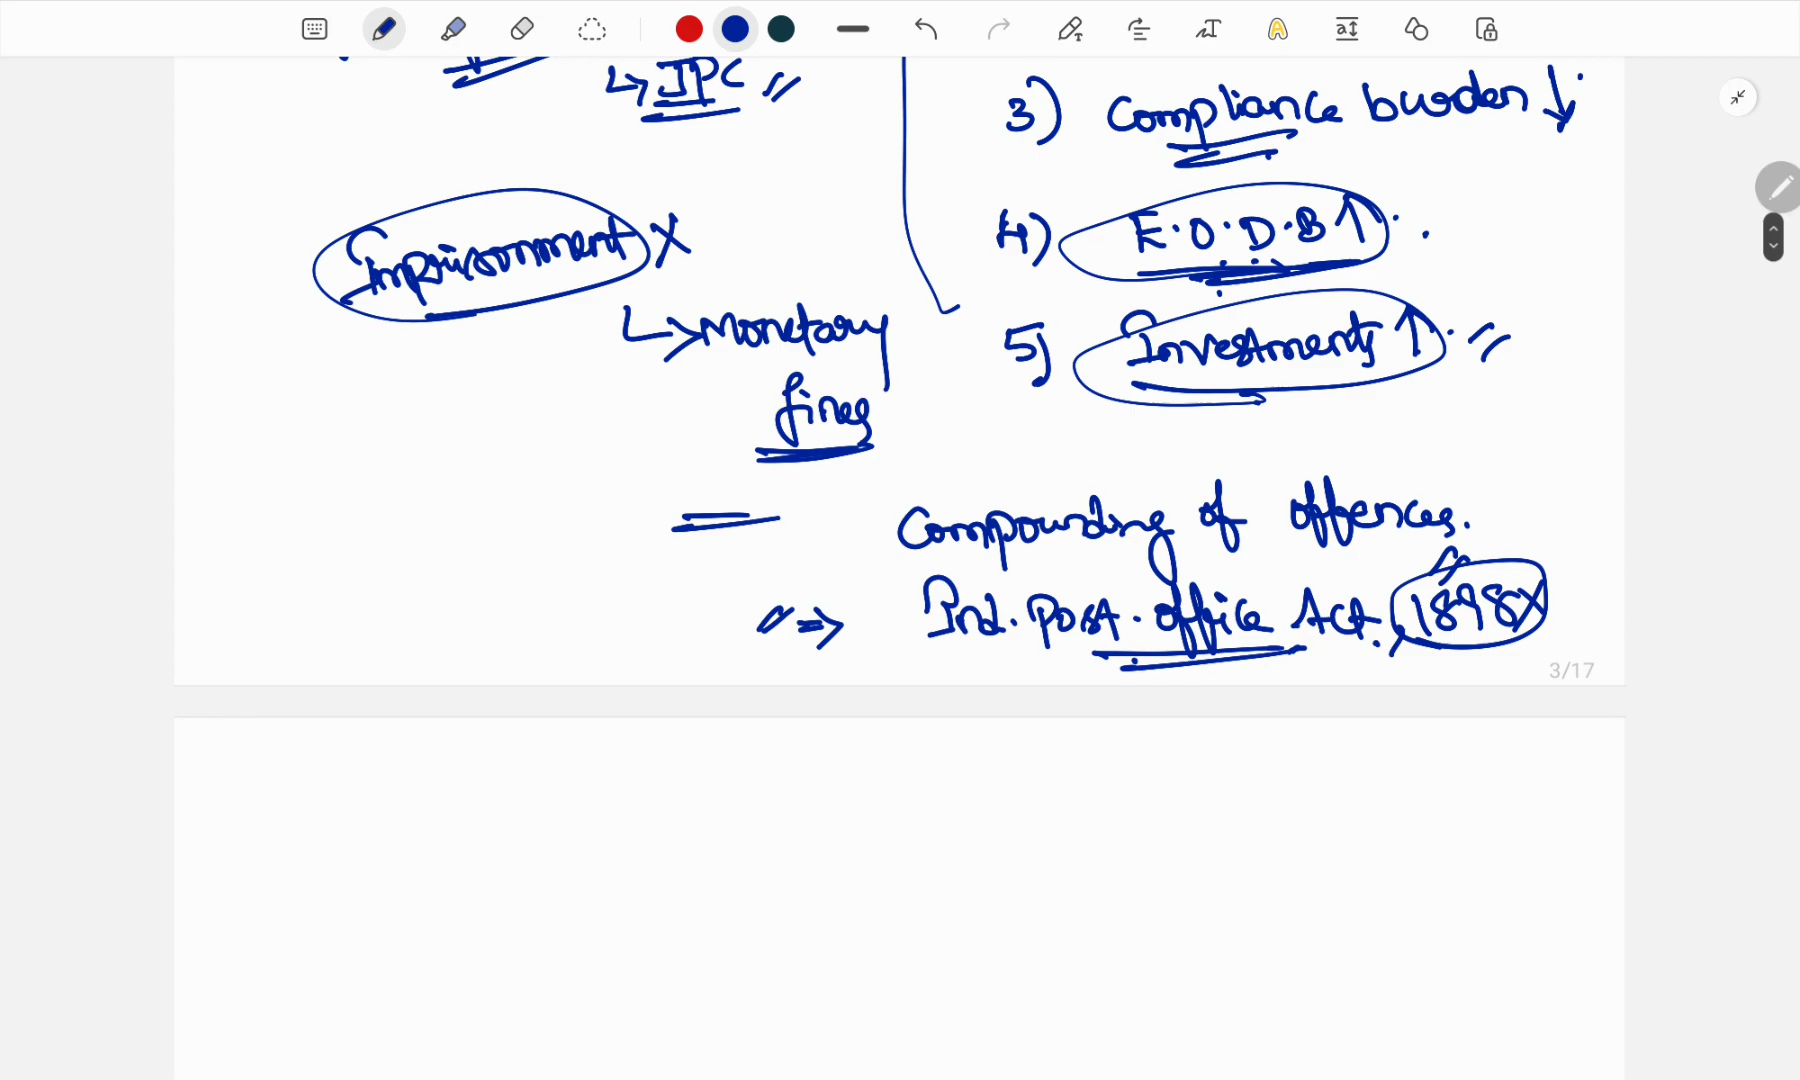 ↳ JPC
3) Compliance burden ↓
Imprisonment X
4) E.O.D.B ↑
↳ Monetary
5) Investments ↑
fines
Compounding of offences.
⇒ Ind. Post. office Act., 1898 X
3/17